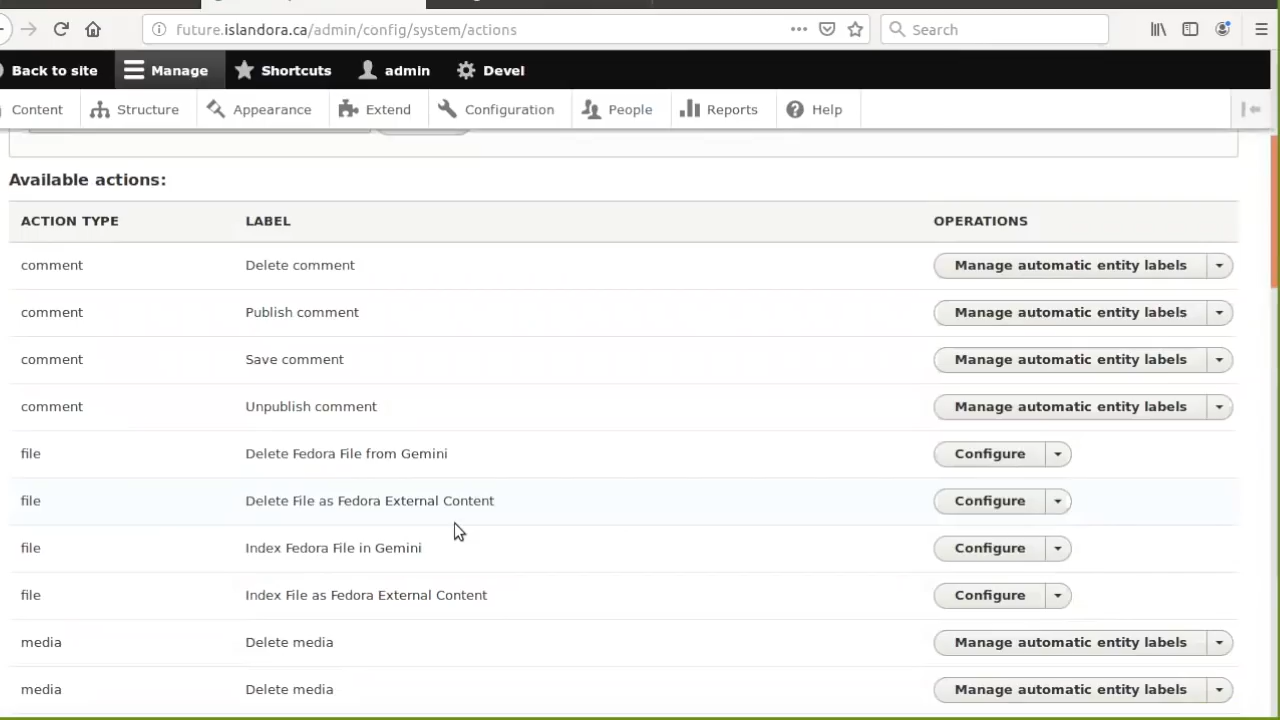 future.islandora.ca/admin/config/system/actions
Search
Back to site
Manage
Shortcuts
admin
Devel
Content
Structure
Appearance
Extend
Configuration
People
Reports
Help
Available actions:
ACTION TYPE LABEL OPERATIONS
comment Delete comment Manage automatic entity labels
comment Publish comment Manage automatic entity labels
comment Save comment Manage automatic entity labels
comment Unpublish comment Manage automatic entity labels
file Delete Fedora File from Gemini Configure
file Delete File as Fedora External Content Configure
file Index Fedora File in Gemini Configure
file Index File as Fedora External Content Configure
media Delete media Manage automatic entity labels
media Delete media Manage automatic entity labels